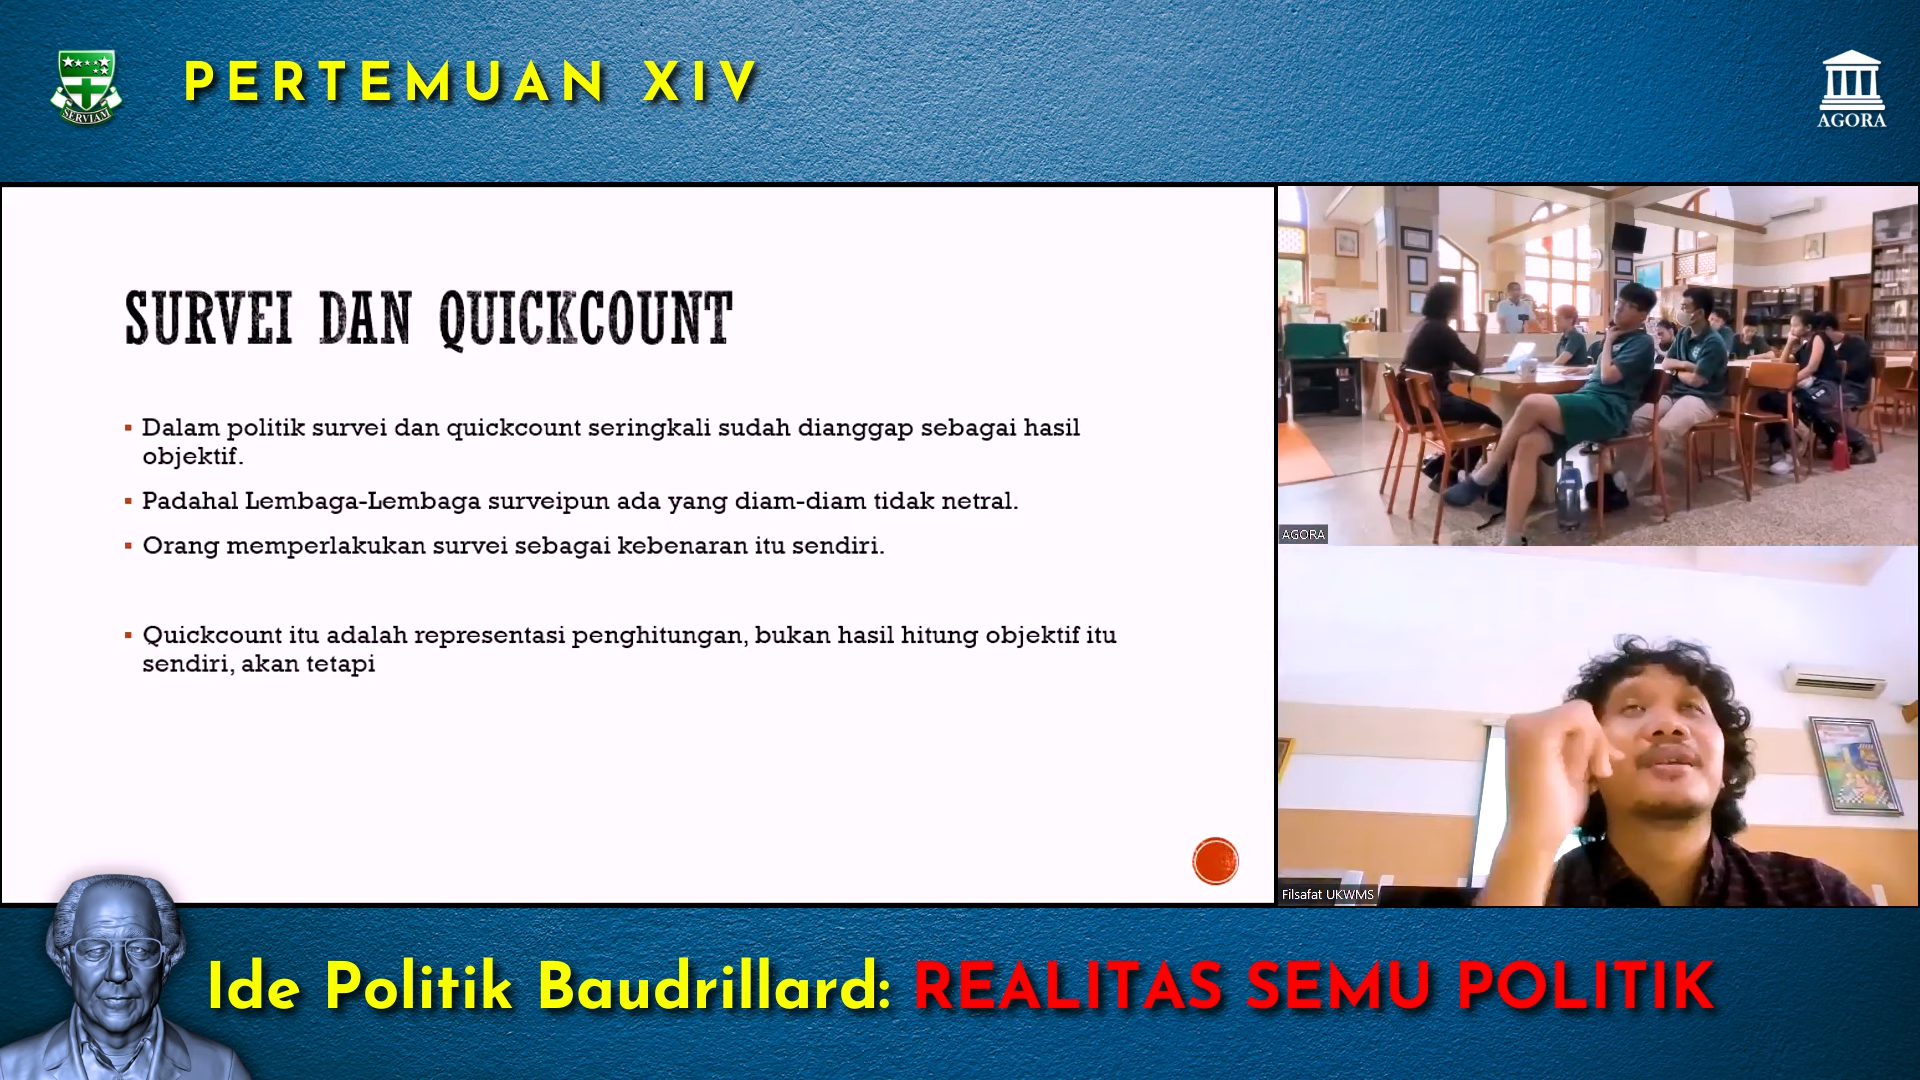 PERTEMUAN XIV
SERVIAM
AGORA
SURVEI DAN QUICKCOUNT
▪ Dalam politik survei dan quickcount seringkali sudah dianggap sebagai hasil
objektif.
▪ Padahal Lembaga-Lembaga surveipun ada yang diam-diam tidak netral.
▪ Orang memperlakukan survei sebagai kebenaran itu sendiri.
▪ Quickcount itu adalah representasi penghitungan, bukan hasil hitung objektif itu
sendiri, akan tetapi
AGORA
Filsafat UKWMS
Ide Politik Baudrillard: REALITAS SEMU POLITIK